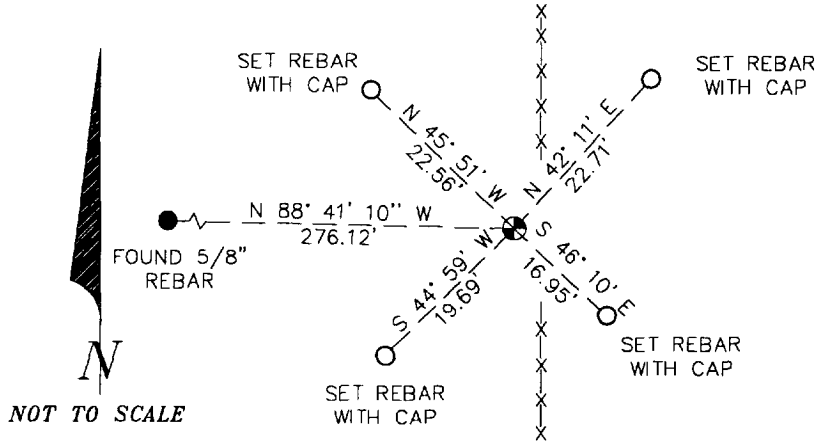 SET REBAR
WITH CAP
SET REBAR
WITH CAP
N 45° 51' W
22.56'
N 42° 11' E
22.71'
N 88° 41' 10" W
276.12'
FOUND 5/8"
REBAR
S 44° 59' W
19.69'
S 46° 10' E
16.95'
SET REBAR
WITH CAP
SET REBAR
WITH CAP
N
NOT TO SCALE
X
X
X
X
X
X
X
X
X